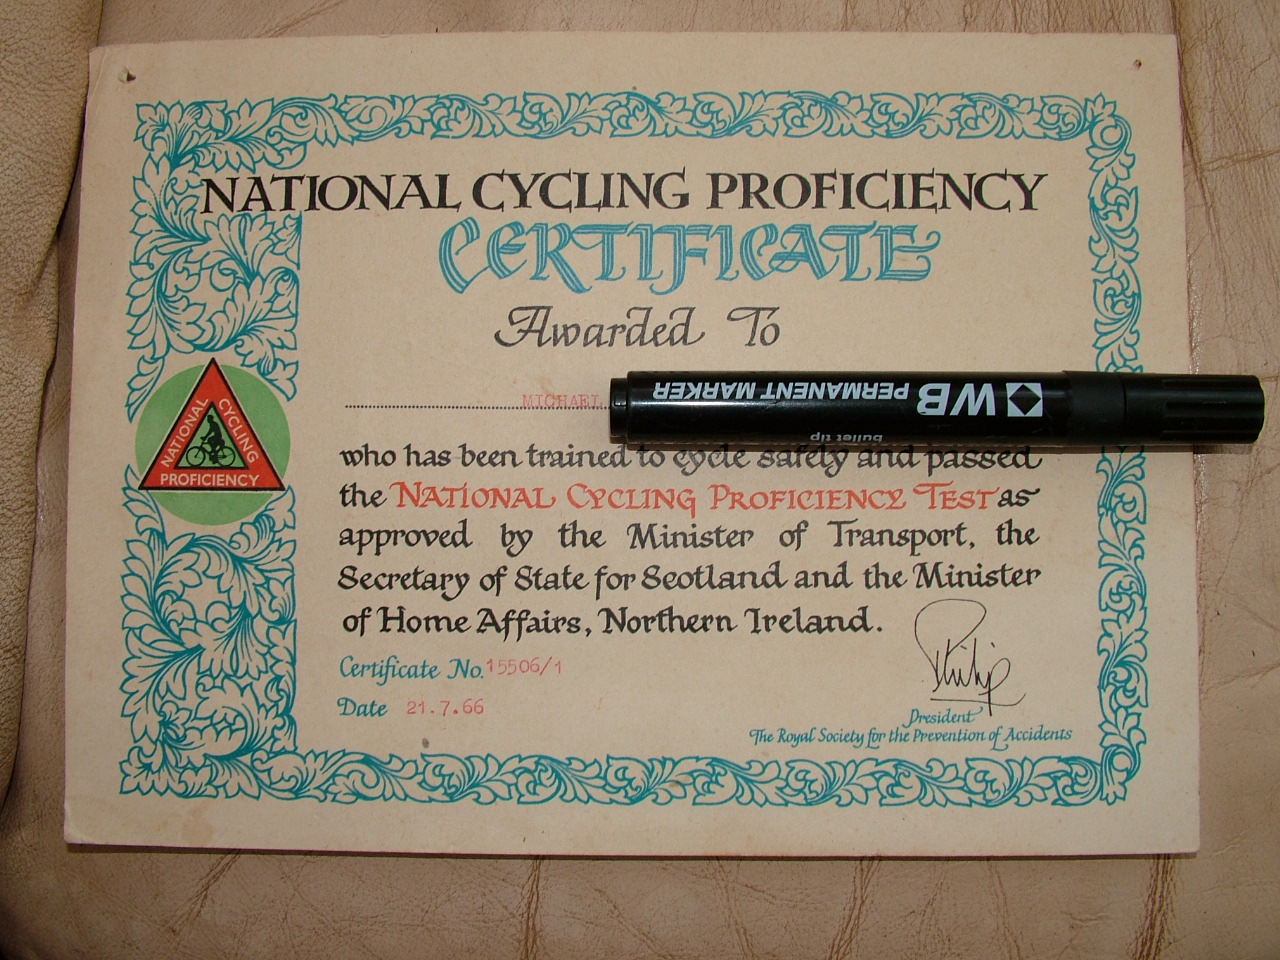 NATIONAL CYCLING PROFICIENCY
CERTIFICATE
Awarded To
MICHAEL
WB PERMANENT MARKER
bullet tip
NATIONAL CYCLING
PROFICIENCY
who has been trained to cycle safely and passed
the NATIONAL CYCLING PROFICIENCY TEST as
approved by the Minister of Transport, the
Secretary of State for Scotland and the Minister
of Home Affairs, Northern Ireland.
Certificate No. 15506/1
Date 21.7.66
Philip
President
The Royal Society for the Prevention of Accidents